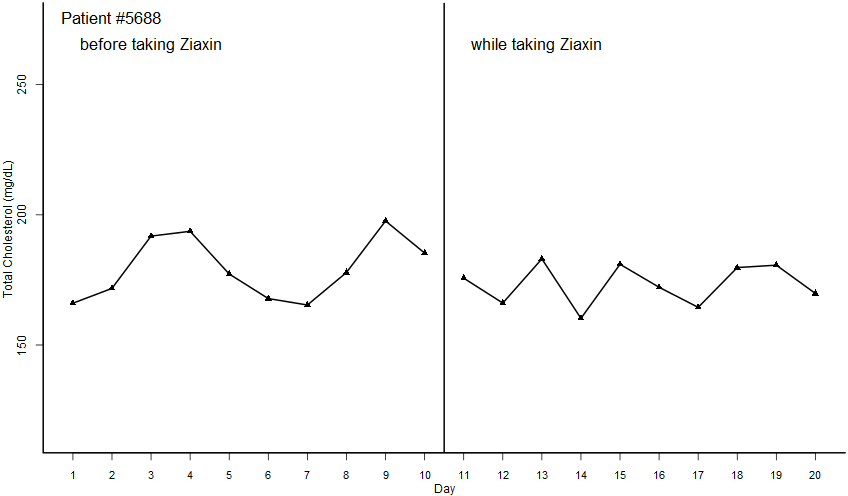 Patient #5688
before taking Ziaxin
while taking Ziaxin
Total Cholesterol (mg/dL)
250
200
150
1 2 3 4 5 6 7 8 9 10 11 12 13 14 15 16 17 18 19 20
Day